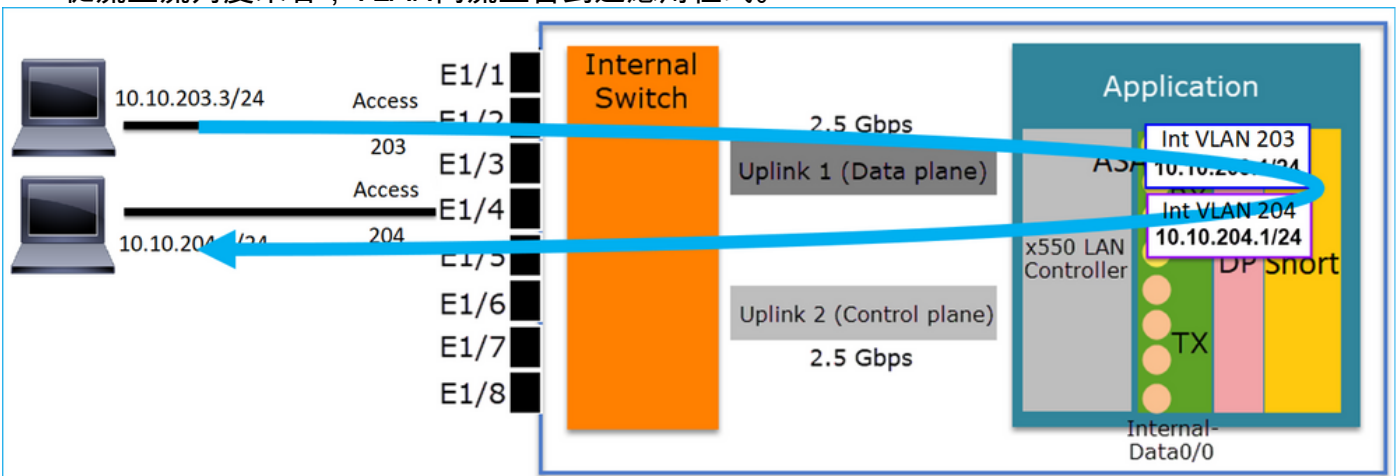 Internal
Switch
Application
E1/1
E1/2
E1/3
E1/4
E1/5
E1/6
E1/7
E1/8
10.10.203.3/24
Access
203
Access
204
2.5 Gbps
Uplink 1 (Data plane)
Uplink 2 (Control plane)
2.5 Gbps
Int VLAN 203
Int VLAN 204
10.10.204.1/24
x550 LAN
Controller
DP
Snort
TX
Internal-
Data0/0